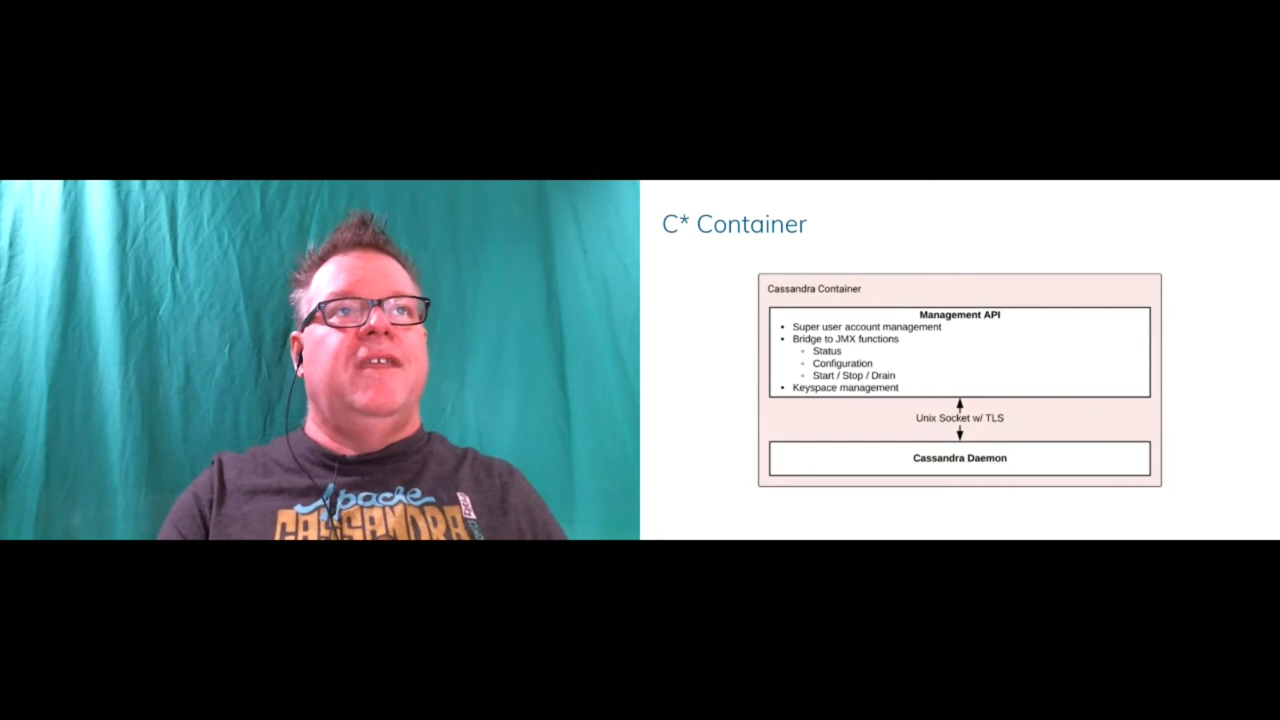 Apache
CASSANDRA
C* Container
Cassandra Container
Management API
• Super user account management
• Bridge to JMX functions
◦ Status
◦ Configuration
◦ Start / Stop / Drain
• Keyspace management
Unix Socket w/ TLS
Cassandra Daemon